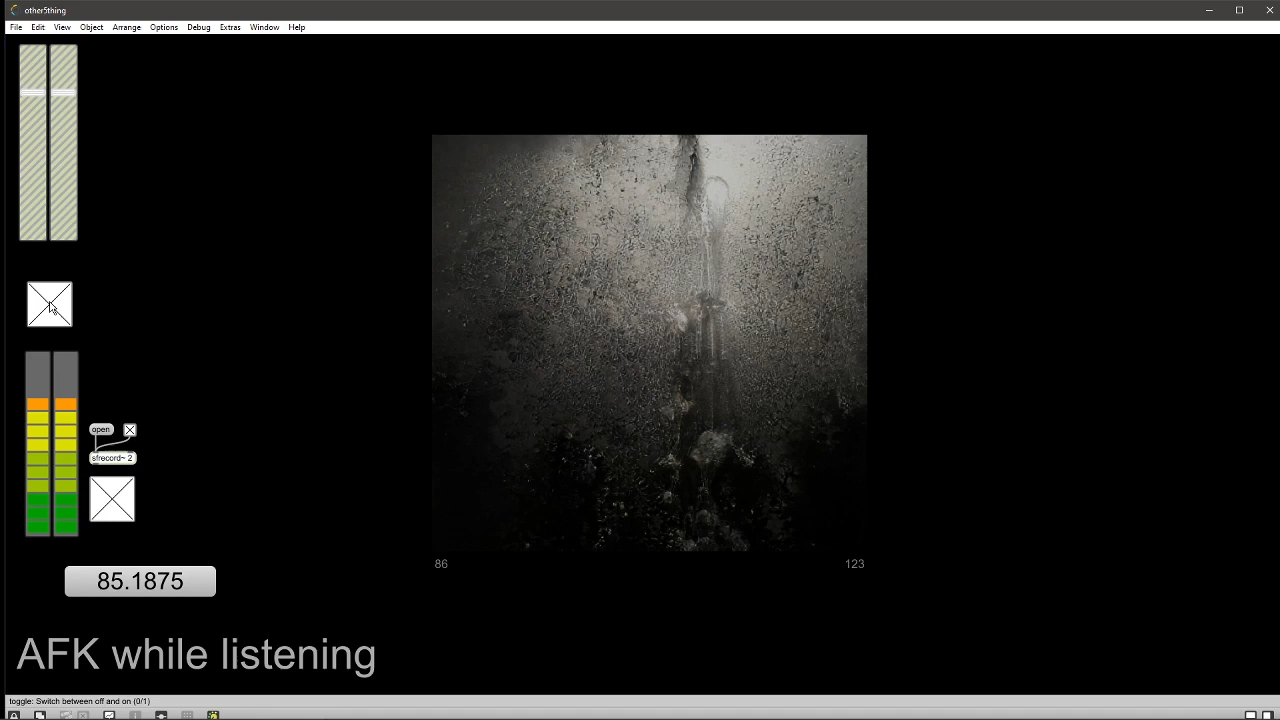 other5thing
File Edit View Object Arrange Options Debug Extras Window Help
open
sfrecord~ 2
86 123
85.1875
AFK while listening
toggle: Switch between off and on (0/1)